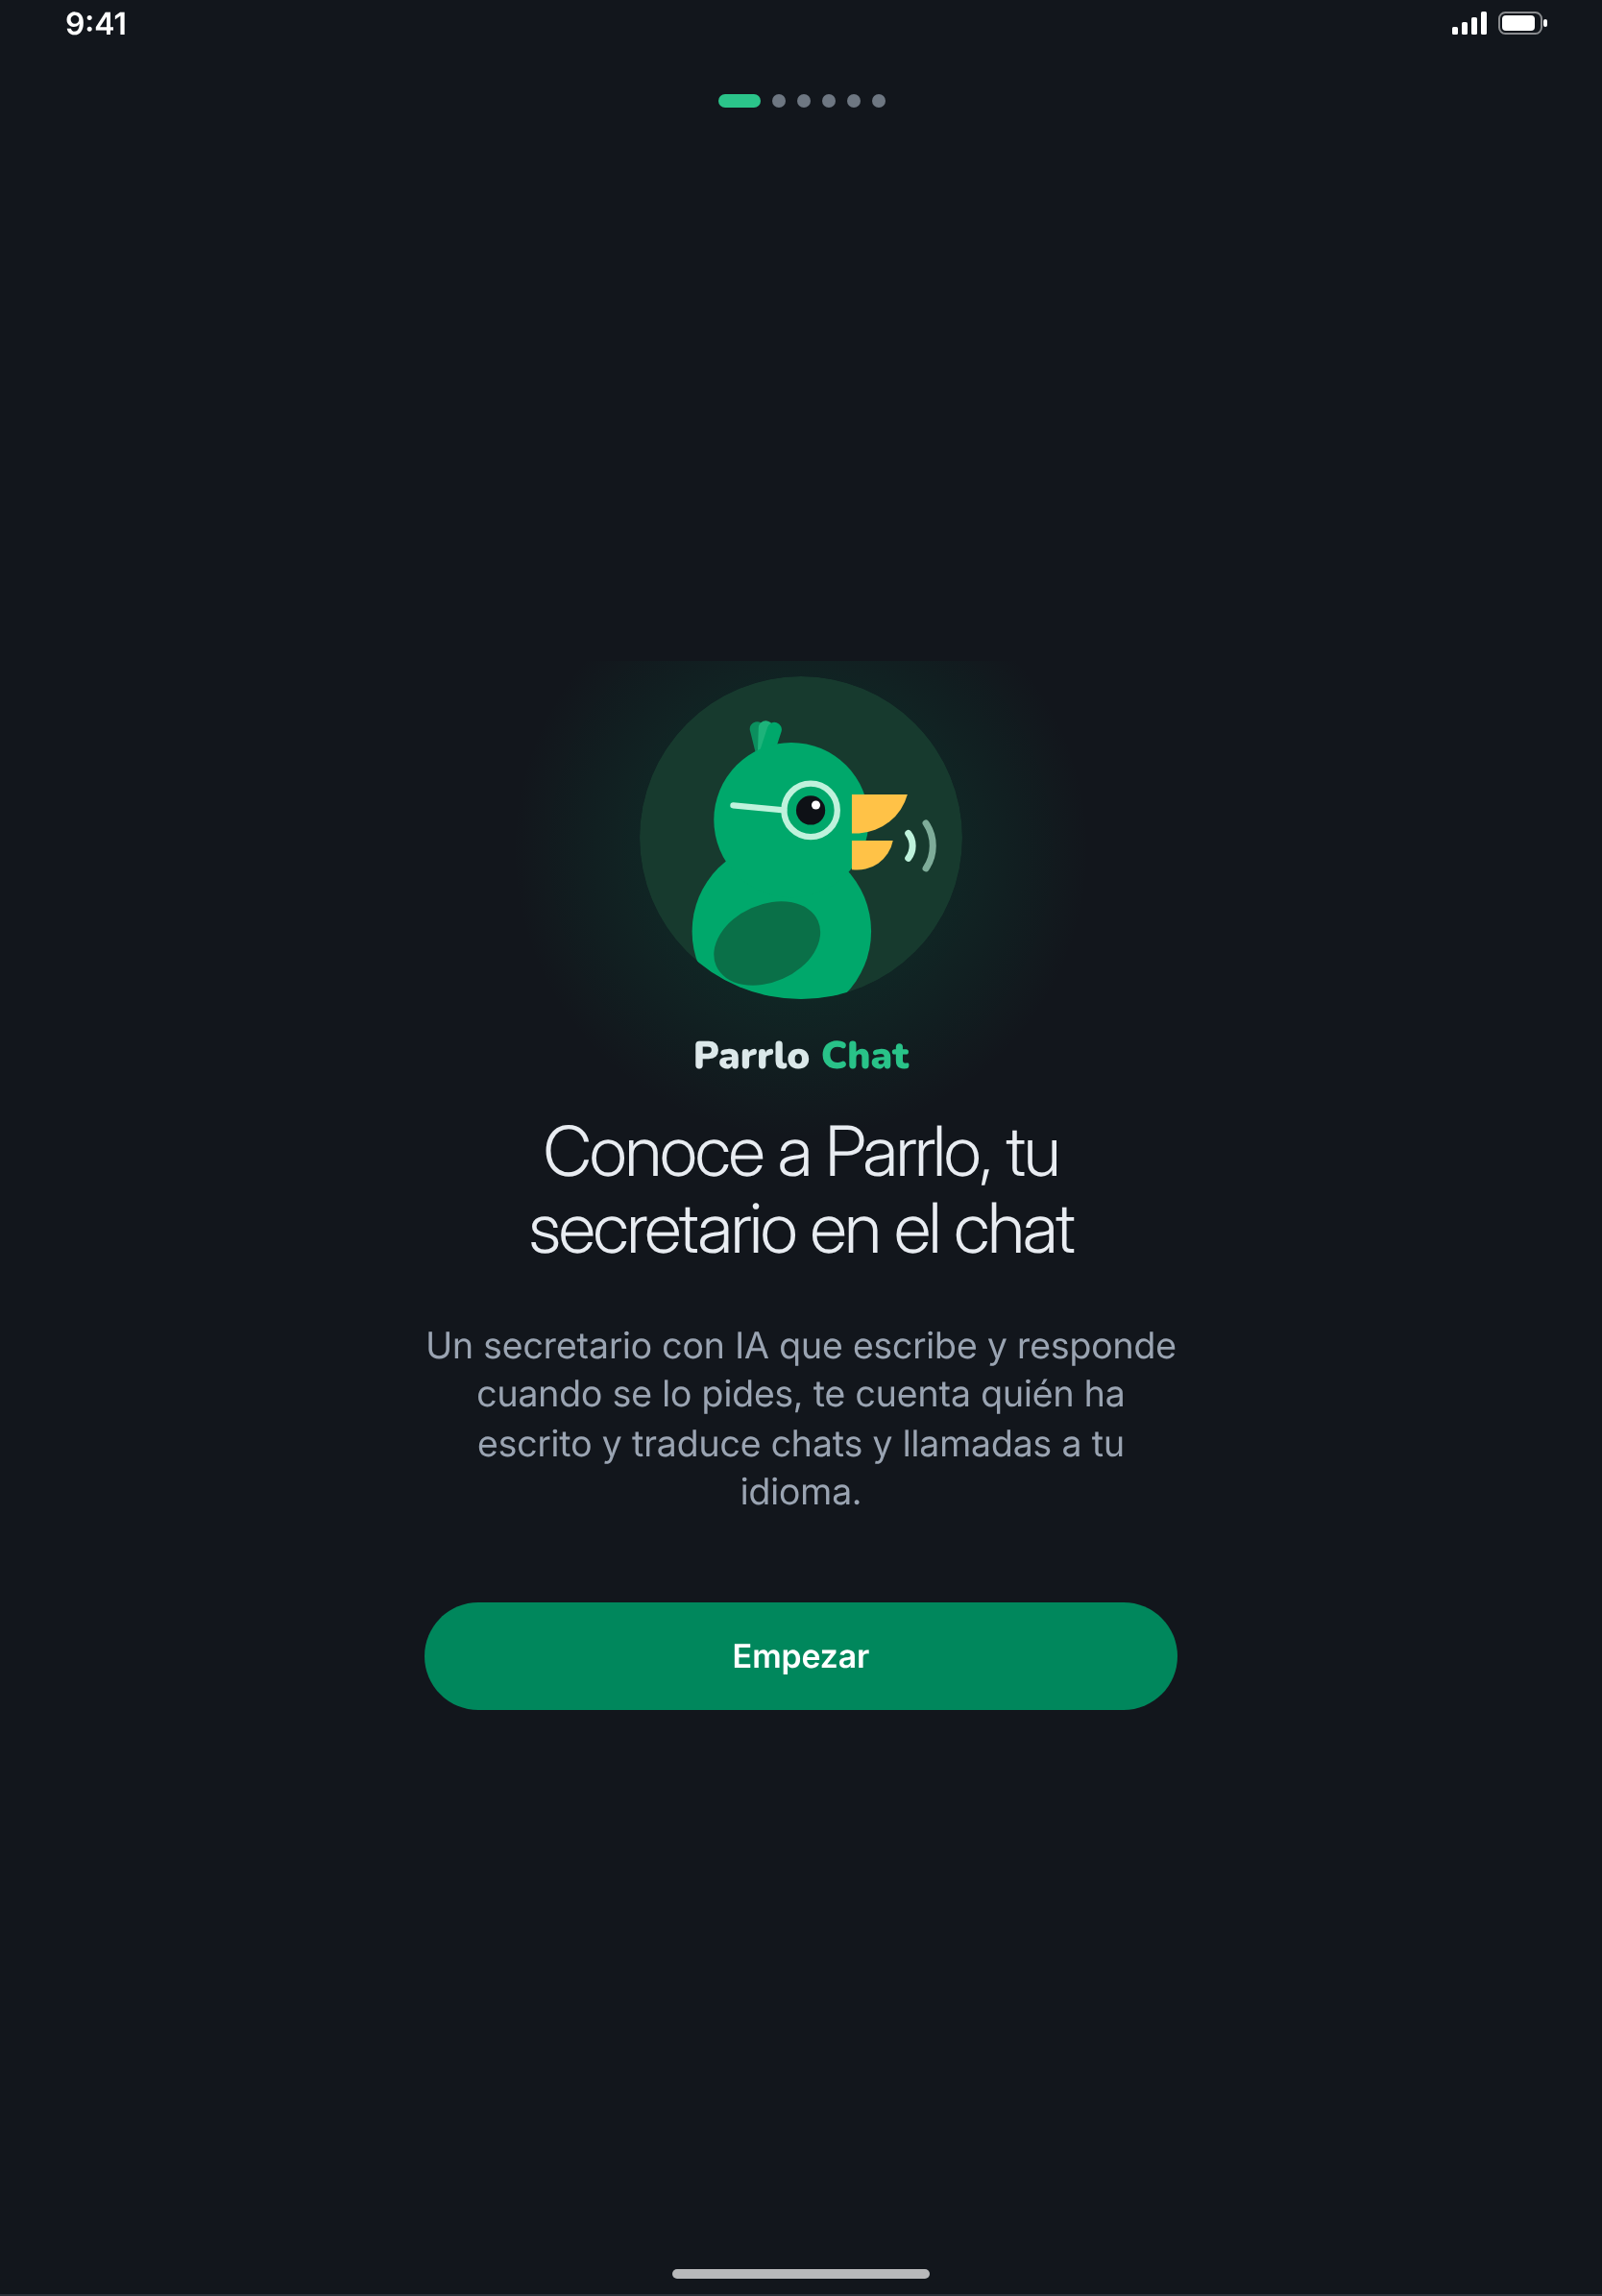 9:41
Parrlo Chat
Conoce a Parrlo, tu
secretario en el chat
Un secretario con IA que escribe y responde
cuando se lo pides, te cuenta quién ha
escrito y traduce chats y llamadas a tu
idioma.
Empezar